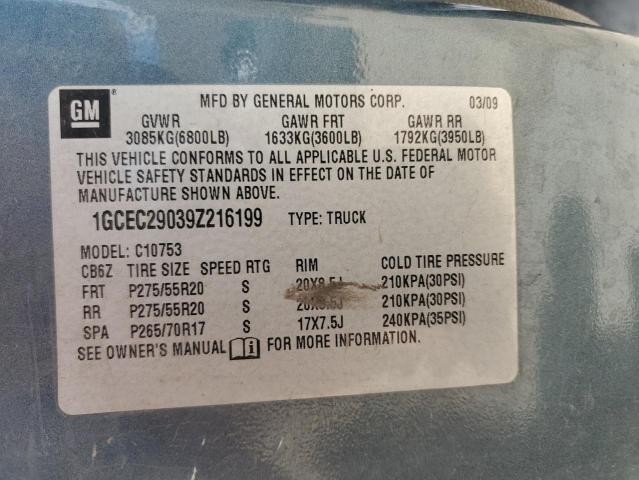 GM ® MFD BY GENERAL MOTORS CORP. 03/09
GVWR GAWR FRT GAWR RR
3085KG(6800LB) 1633KG(3600LB) 1792KG(3950LB)
THIS VEHICLE CONFORMS TO ALL APPLICABLE U.S. FEDERAL MOTOR
VEHICLE SAFETY STANDARDS IN EFFECT ON THE DATE OF
MANUFACTURE SHOWN ABOVE.
1GCEC29039Z216199 TYPE: TRUCK
MODEL: C10753
CB6Z TIRE SIZE SPEED RTG RIM COLD TIRE PRESSURE
FRT P275/55R20 S 20X8.5J 210KPA(30PSI)
RR P275/55R20 S 20X8.5J 210KPA(30PSI)
SPA P265/70R17 S 17X7.5J 240KPA(35PSI)
SEE OWNER'S MANUAL i FOR MORE INFORMATION.